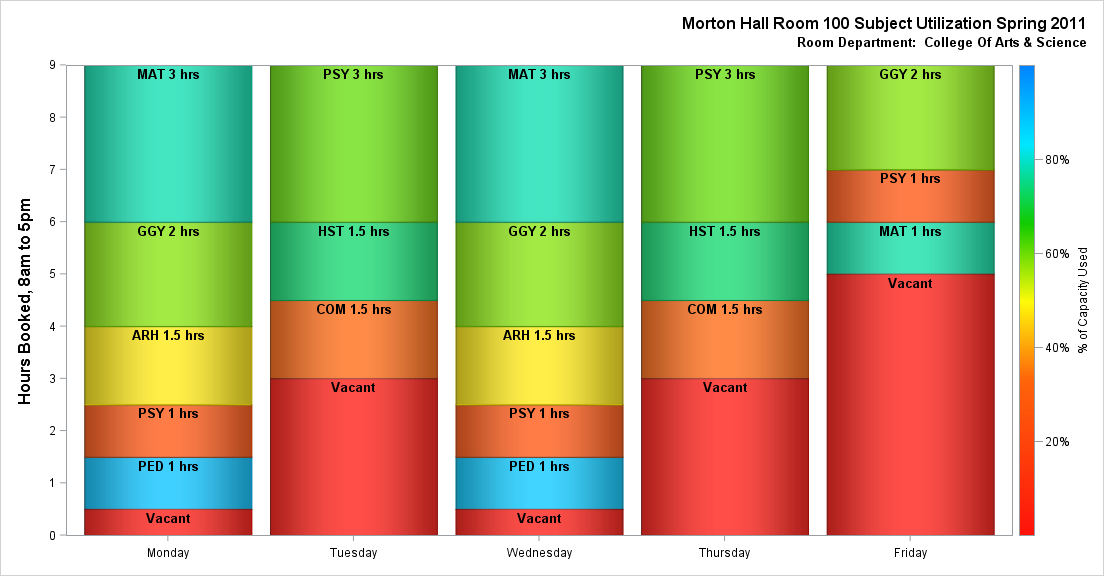 Morton Hall Room 100 Subject Utilization Spring 2011
Room Department:  College Of Arts & Science
Hours Booked, 8am to 5pm
9
8
7
6
5
4
3
2
1
0
MAT 3 hrs
GGY 2 hrs
ARH 1.5 hrs
PSY 1 hrs
PED 1 hrs
Vacant
Monday
PSY 3 hrs
HST 1.5 hrs
COM 1.5 hrs
Vacant
Tuesday
MAT 3 hrs
GGY 2 hrs
ARH 1.5 hrs
PSY 1 hrs
PED 1 hrs
Vacant
Wednesday
PSY 3 hrs
HST 1.5 hrs
COM 1.5 hrs
Vacant
Thursday
GGY 2 hrs
PSY 1 hrs
MAT 1 hrs
Vacant
Friday
80%
60%
40%
20%
% of Capacity Used